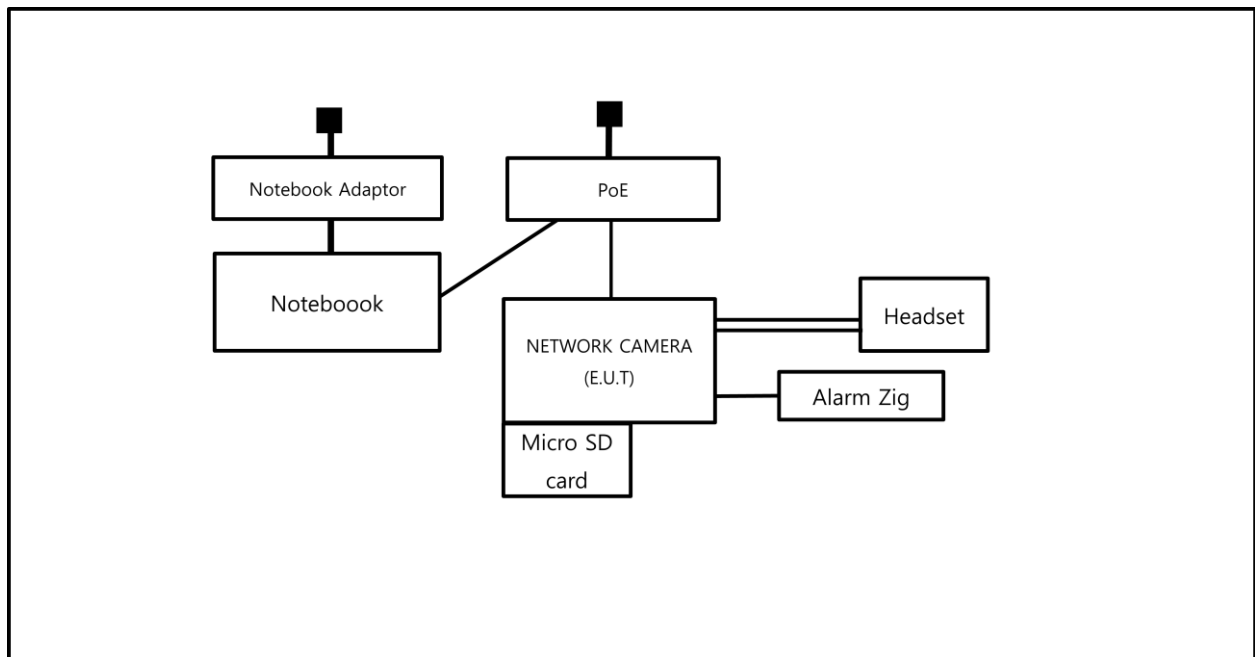 Notebook Adaptor
PoE
Noteboook
NETWORK CAMERA
(E.U.T)
Headset
Alarm Zig
Micro SD
card